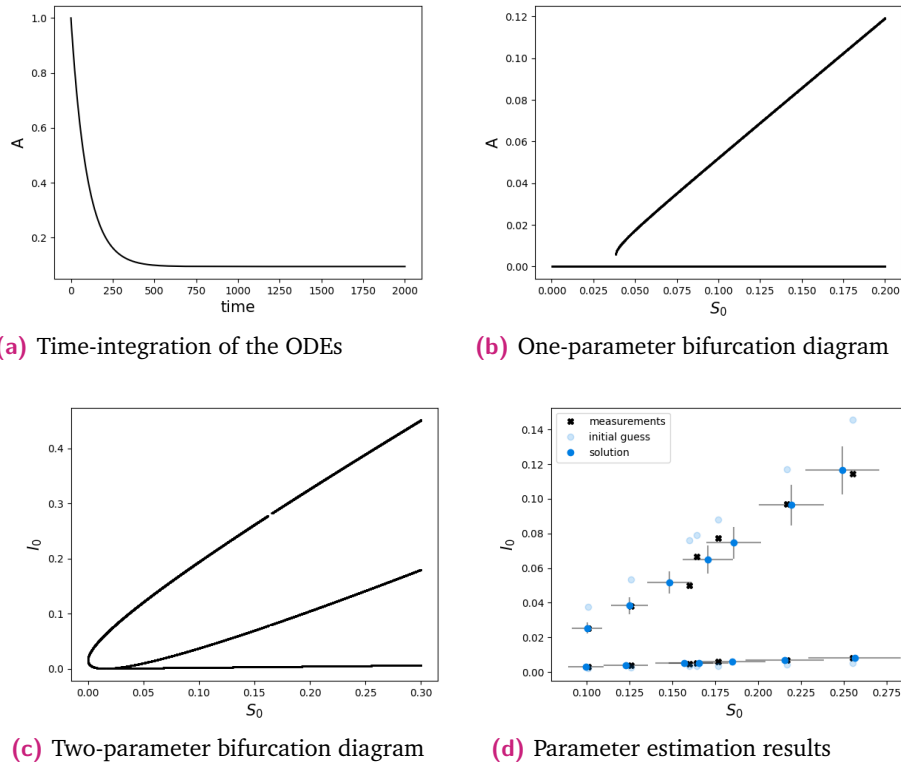 1.0
0.8
0.6
0.4
0.2
A
0 250 500 750 1000 1250 1500 1750 2000
time
(a) Time-integration of the ODEs
0.12
0.10
0.08
0.06
0.04
0.02
0.00
A
0.000 0.025 0.050 0.075 0.100 0.125 0.150 0.175 0.200
S₀
(b) One-parameter bifurcation diagram
0.4
0.3
0.2
0.1
0.0
I₀
0.00 0.05 0.10 0.15 0.20 0.25 0.30
S₀
(c) Two-parameter bifurcation diagram
measurements
initial guess
solution
0.14
0.12
0.10
0.08
0.06
0.04
0.02
0.00
I₀
0.100 0.125 0.150 0.175 0.200 0.225 0.250 0.275
S₀
(d) Parameter estimation results